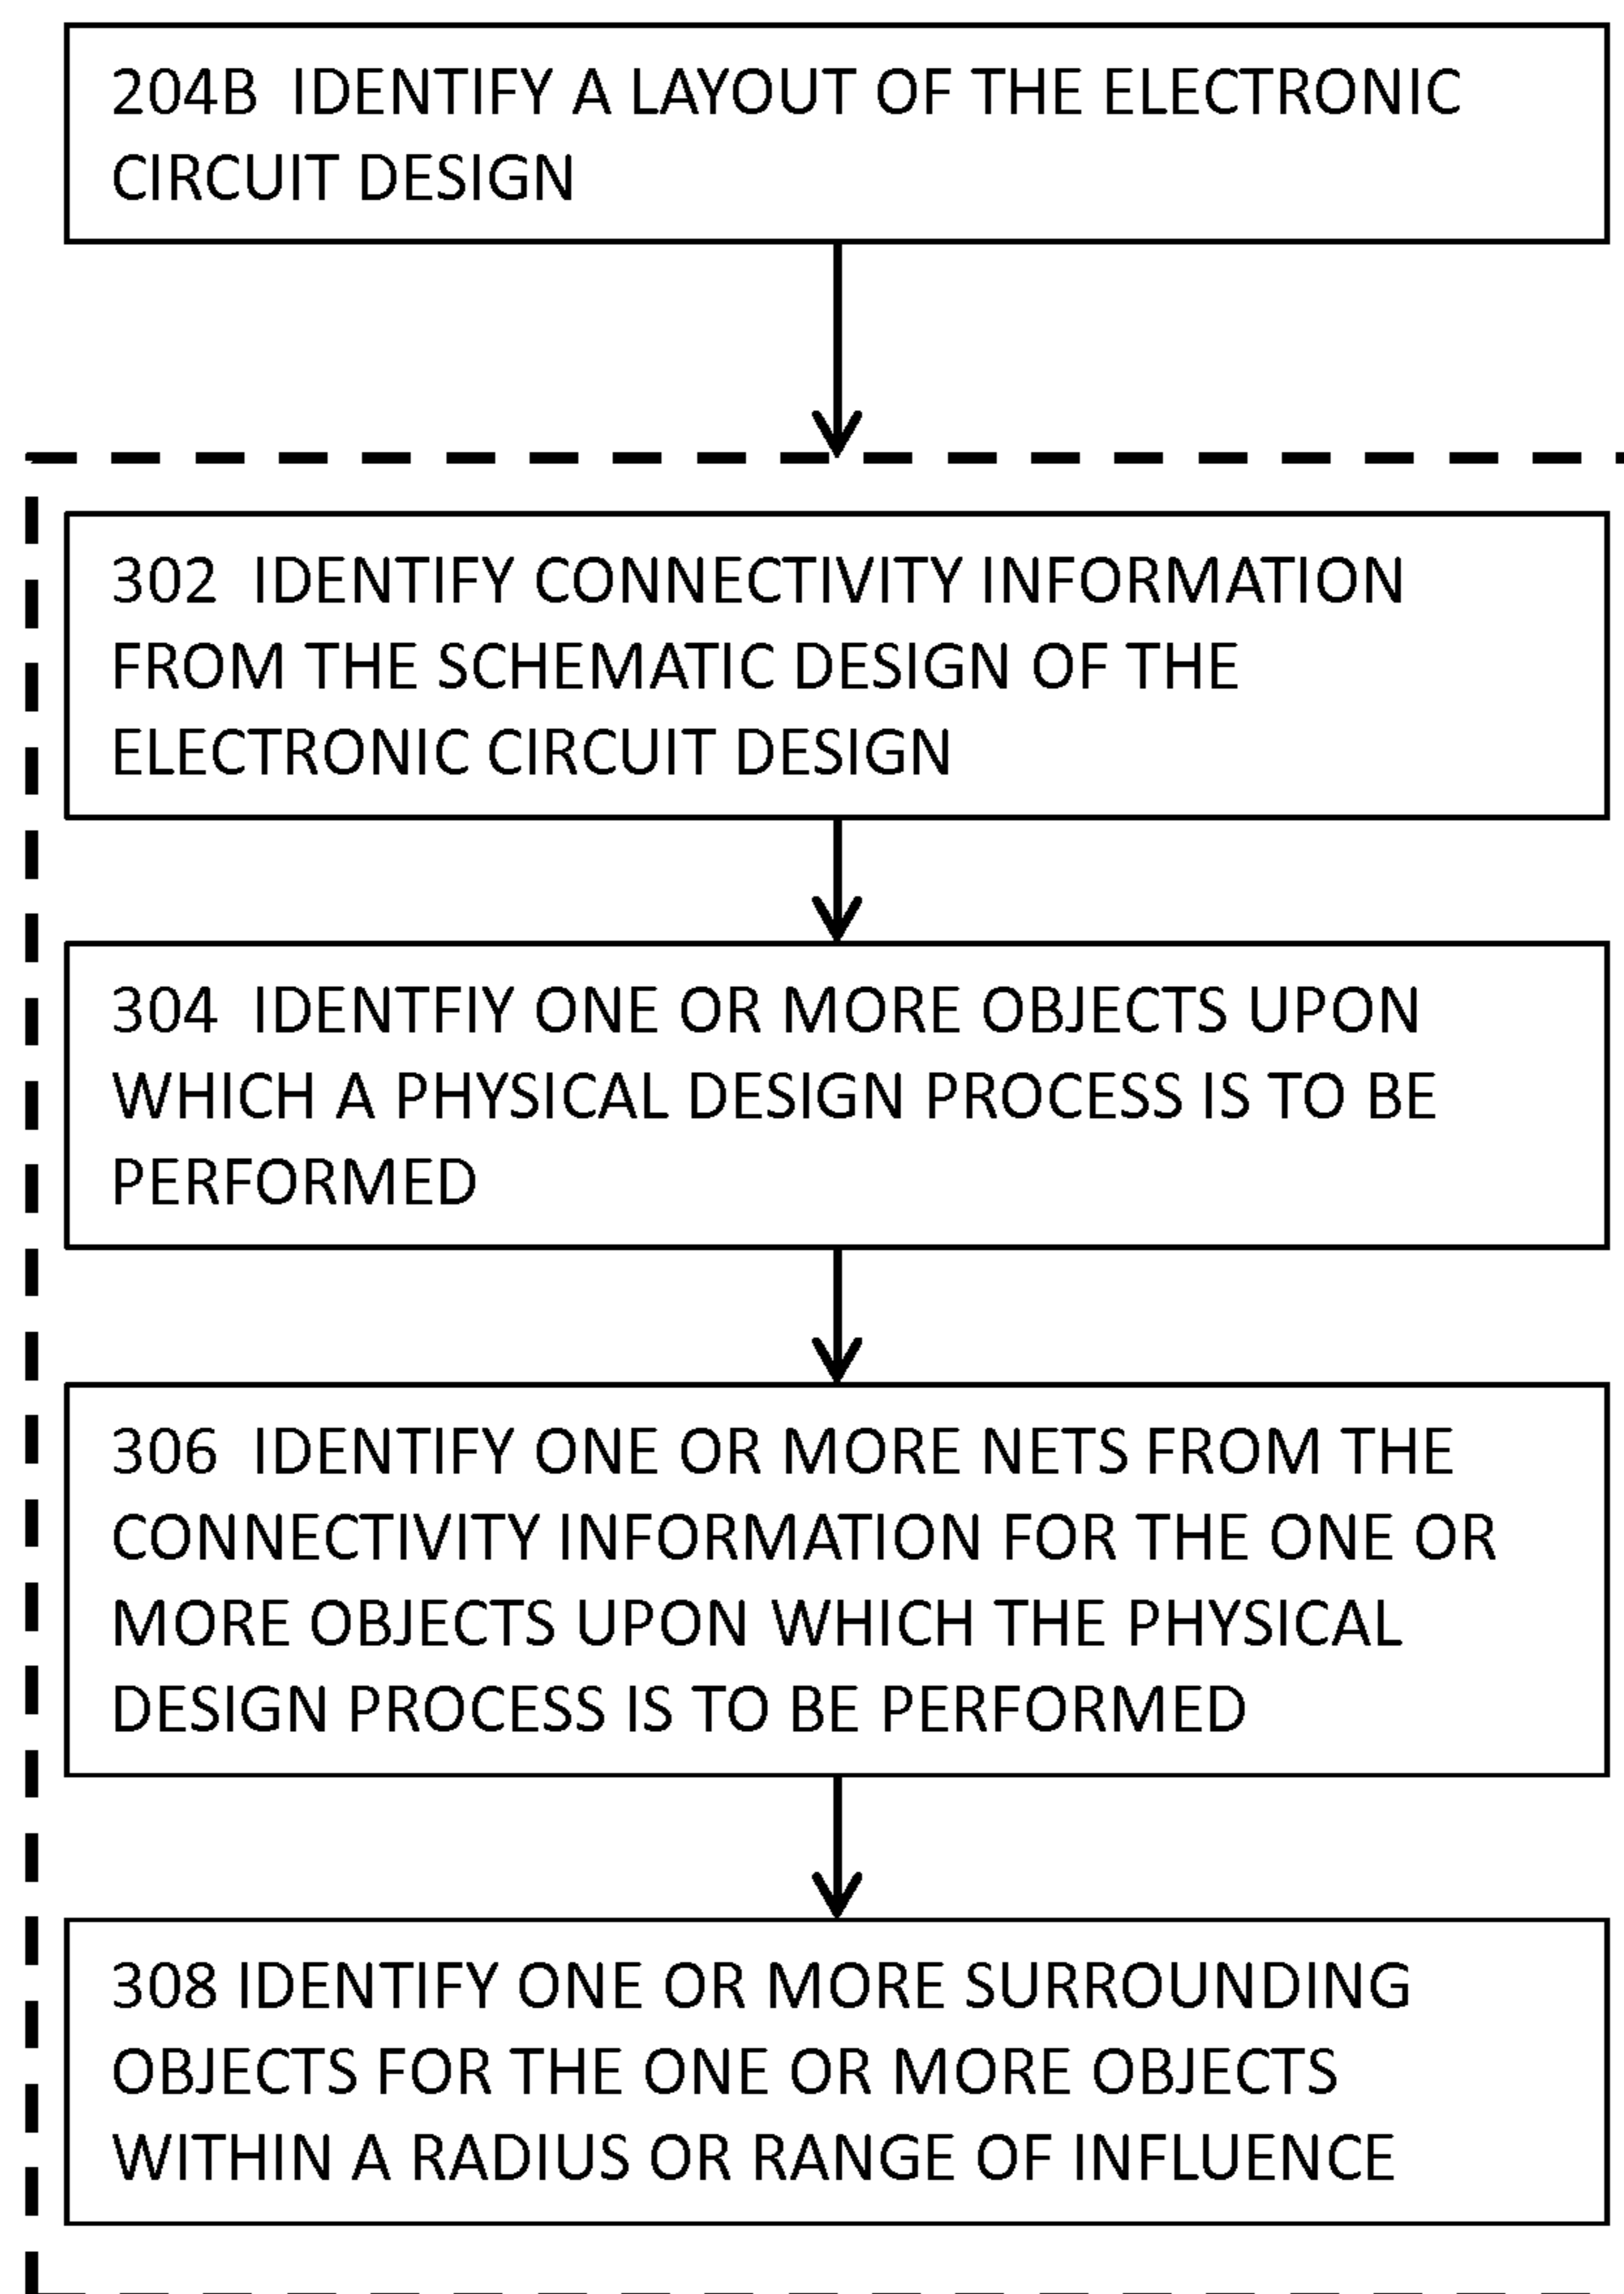 204B IDENTIFY A LAYOUT OF THE ELECTRONIC
CIRCUIT DESIGN
302 IDENTIFY CONNECTIVITY INFORMATION
FROM THE SCHEMATIC DESIGN OF THE
ELECTRONIC CIRCUIT DESIGN
304 IDENTFIY ONE OR MORE OBJECTS UPON
WHICH A PHYSICAL DESIGN PROCESS IS TO BE
PERFORMED
306 IDENTIFY ONE OR MORE NETS FROM THE
CONNECTIVITY INFORMATION FOR THE ONE OR
MORE OBJECTS UPON WHICH THE PHYSICAL
DESIGN PROCESS IS TO BE PERFORMED
308 IDENTIFY ONE OR MORE SURROUNDING
OBJECTS FOR THE ONE OR MORE OBJECTS
WITHIN A RADIUS OR RANGE OF INFLUENCE